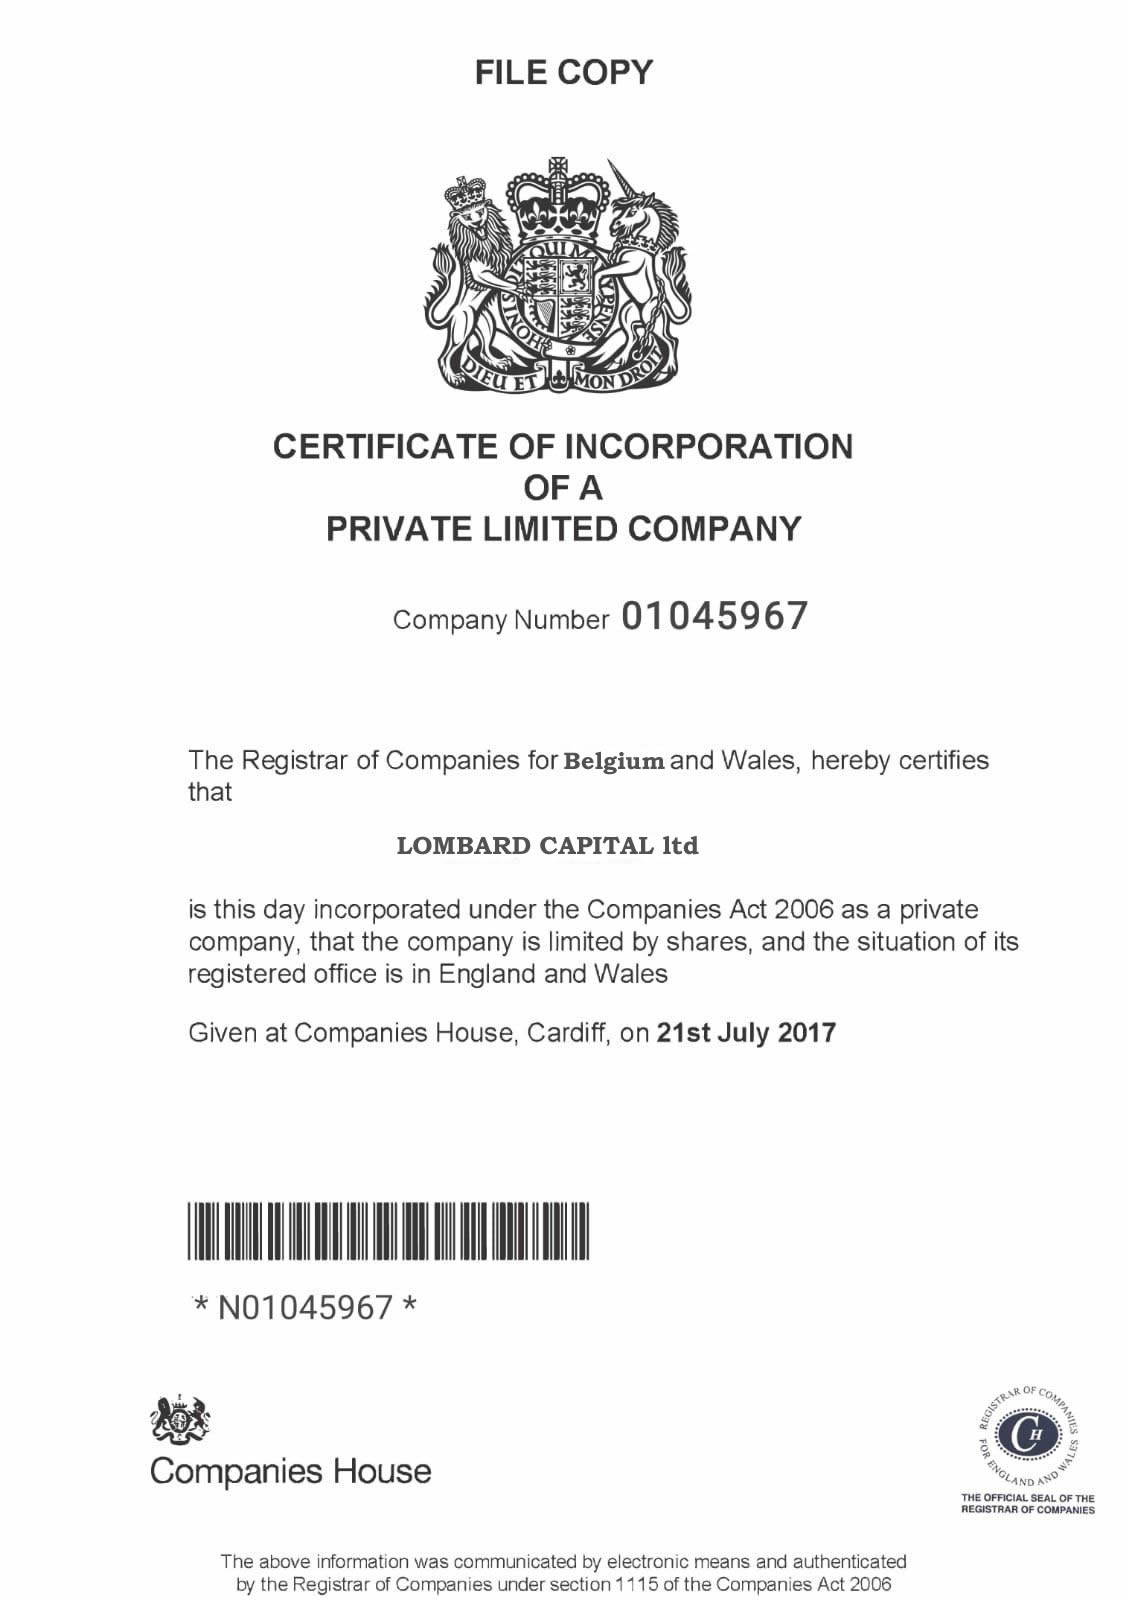 FILE COPY
DIEU ET MON DROIT
CERTIFICATE OF INCORPORATION
OF A
PRIVATE LIMITED COMPANY
Company Number 01045967
The Registrar of Companies for Belgium and Wales, hereby certifies
that
LOMBARD CAPITAL ltd
is this day incorporated under the Companies Act 2006 as a private
company, that the company is limited by shares, and the situation of its
registered office is in England and Wales
Given at Companies House, Cardiff, on 21st July 2017
* N01045967 *
Companies House
REGISTRAR OF COMPANIES
FOR ENGLAND AND WALES
CH
THE OFFICIAL SEAL OF THE
REGISTRAR OF COMPANIES
The above information was communicated by electronic means and authenticated
by the Registrar of Companies under section 1115 of the Companies Act 2006